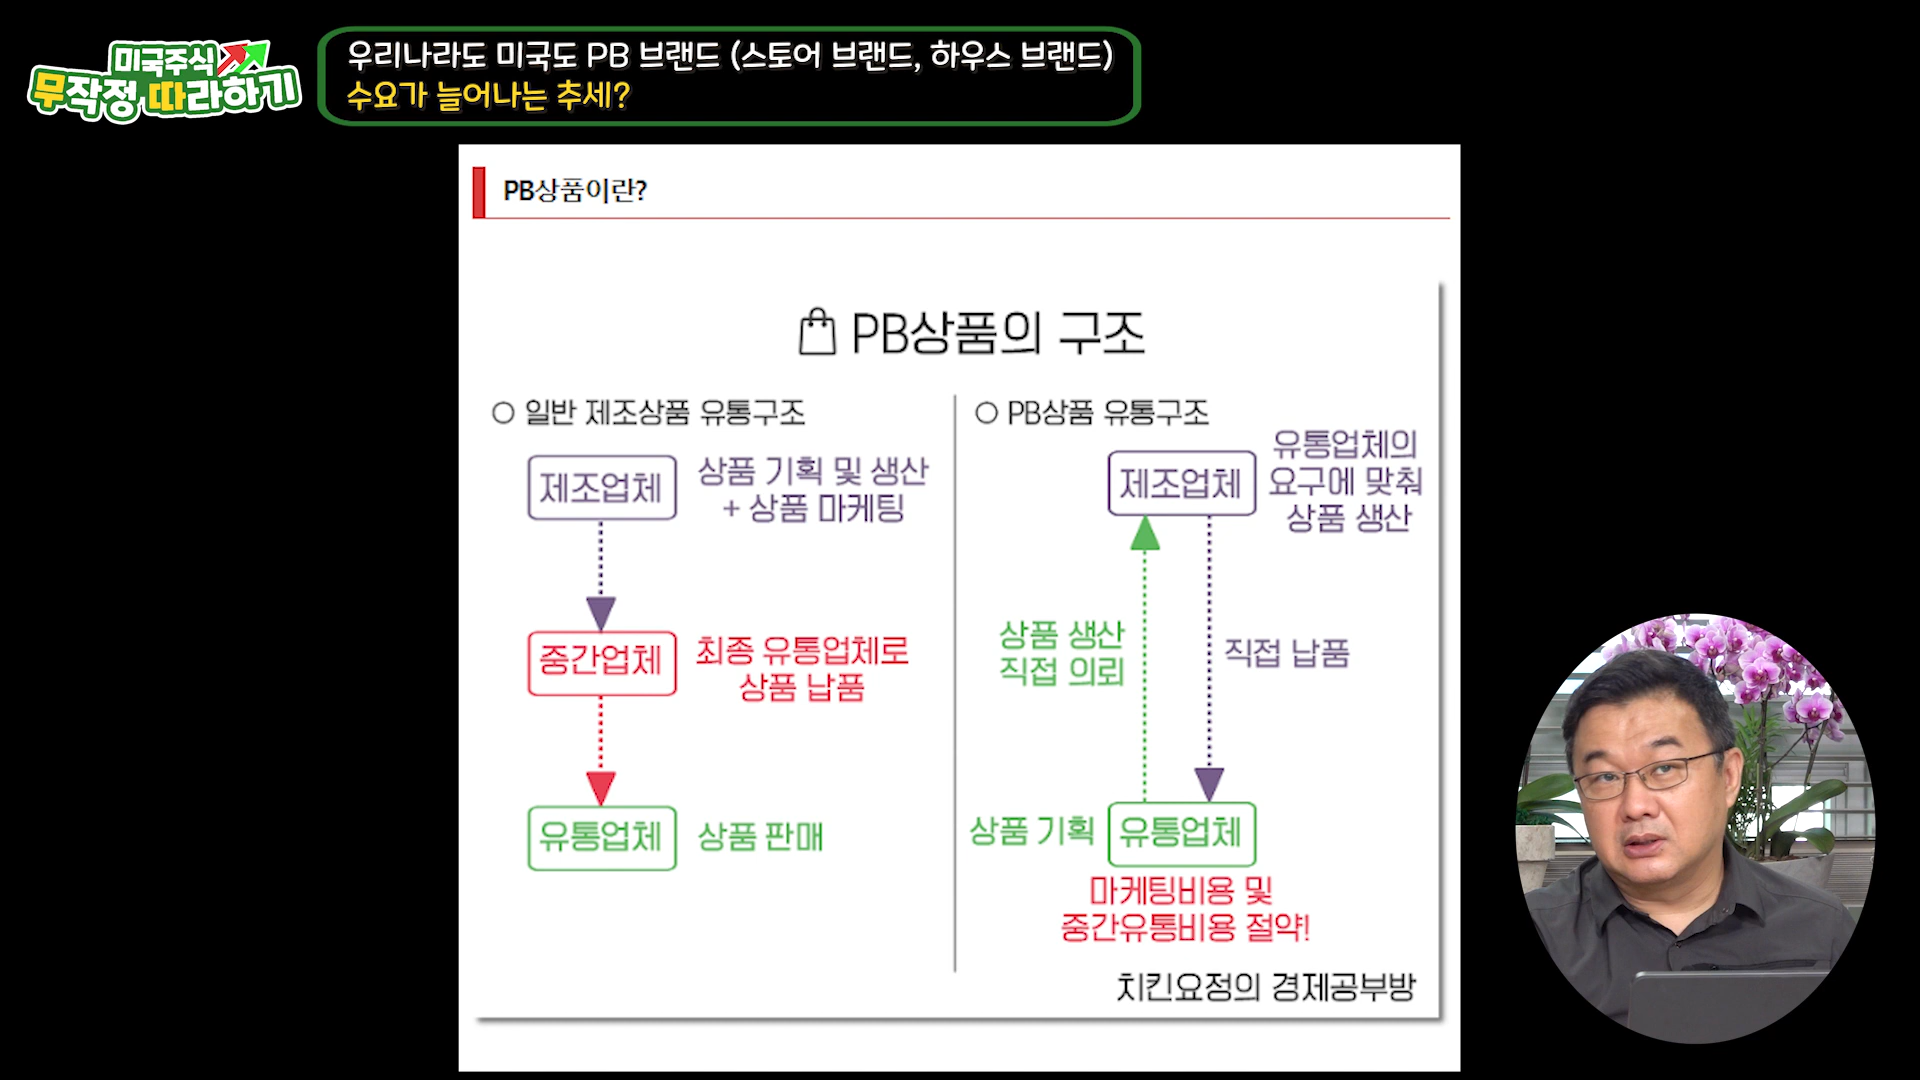 미국주식
무작정 따라하기
우리나라도 미국도 PB 브랜드 (스토어 브랜드, 하우스 브랜드)
수요가 늘어나는 추세?
PB상품이란?
PB상품의 구조
○ 일반 제조상품 유통구조
제조업체
상품 기획 및 생산
+ 상품 마케팅
중간업체
최종 유통업체로
상품 납품
유통업체
상품 판매
○ PB상품 유통구조
제조업체
유통업체의
요구에 맞춰
상품 생산
상품 생산
직접 의뢰
직접 납품
상품 기획
유통업체
마케팅비용 및
중간유통비용 절약!
치킨요정의 경제공부방